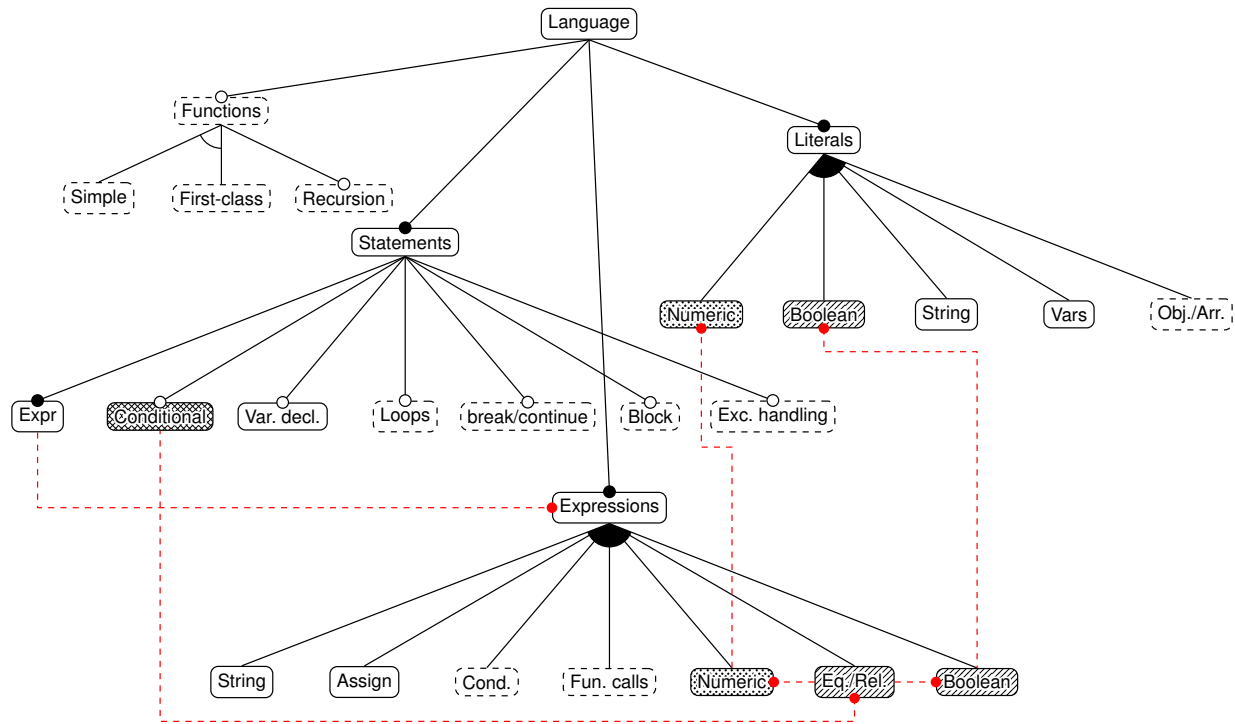 Language
Functions
Literals
Simple
First-class
Recursion
Statements
Numeric
Boolean
String
Vars
Obj./Arr.
Expr
Conditional
Var. decl.
Loops
break/continue
Block
Exc. handling
Expressions
String
Assign
Cond.
Fun. calls
Numeric
Eq./Rel.
Boolean